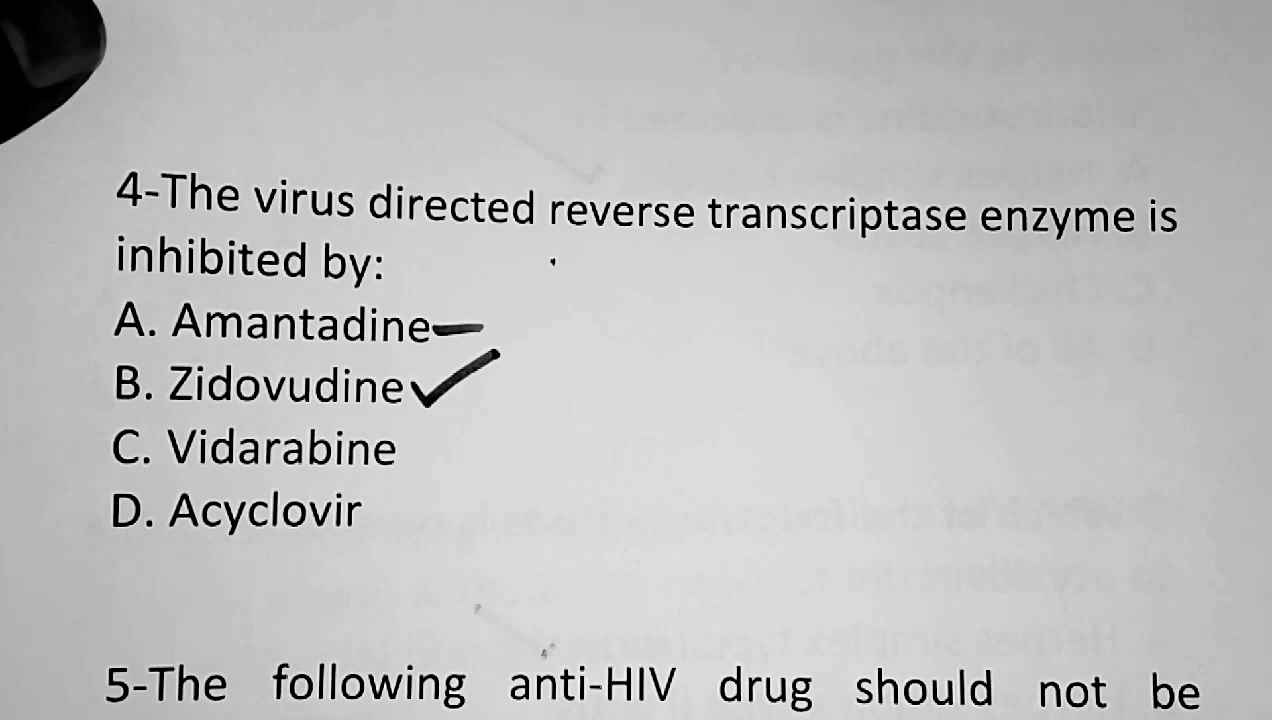 4-The virus directed reverse transcriptase enzyme is
inhibited by:
A. Amantadine
B. Zidovudine
C. Vidarabine
D. Acyclovir
5-The following anti-HIV drug should not be